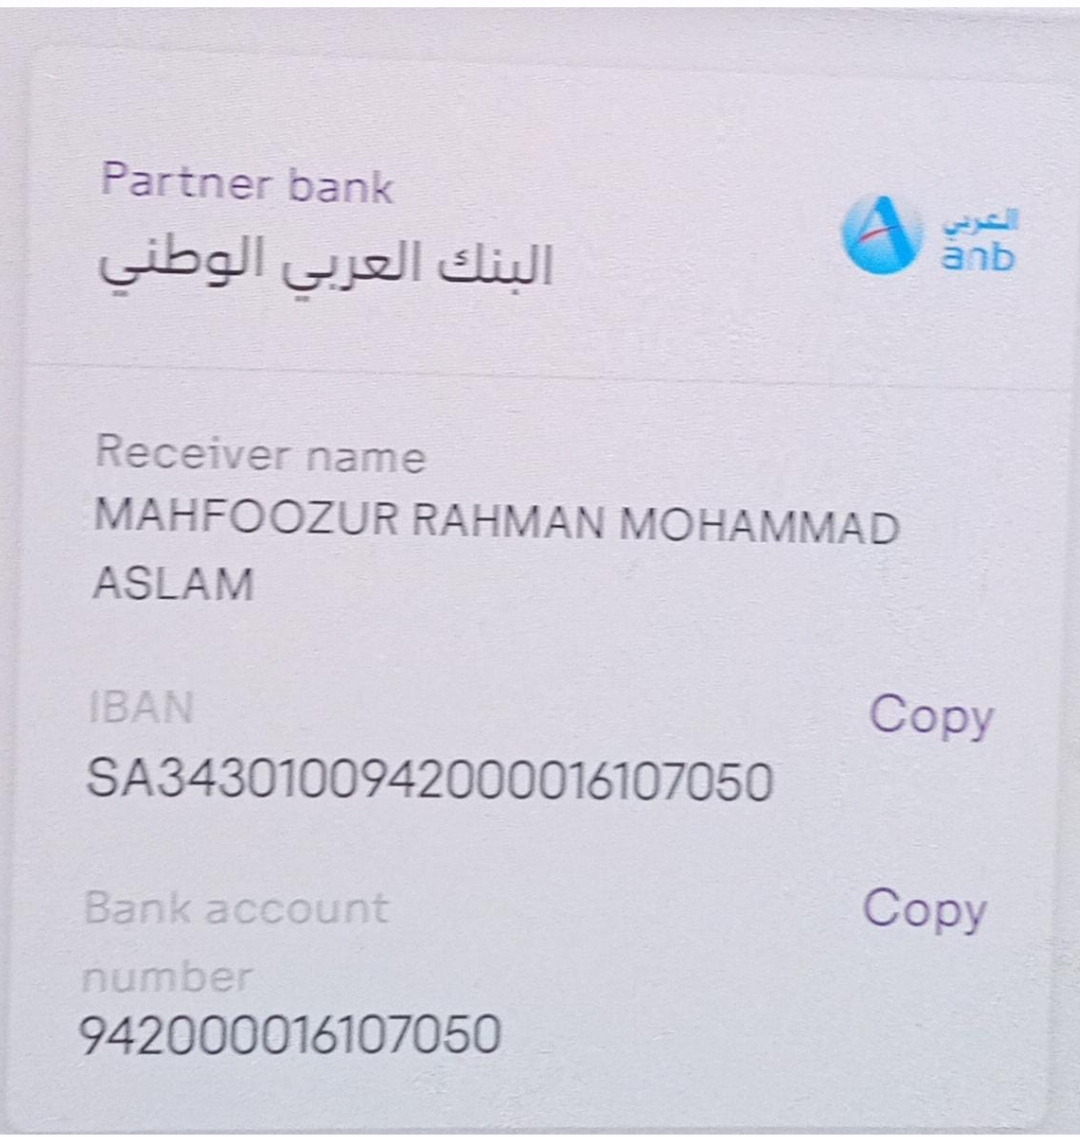 Partner bank
البنك العربي الوطني
العربي
anb
Receiver name
MAHFOOZUR RAHMAN MOHAMMAD
ASLAM
IBAN
Copy
SA3430100942000016107050
Bank account
number
Copy
942000016107050